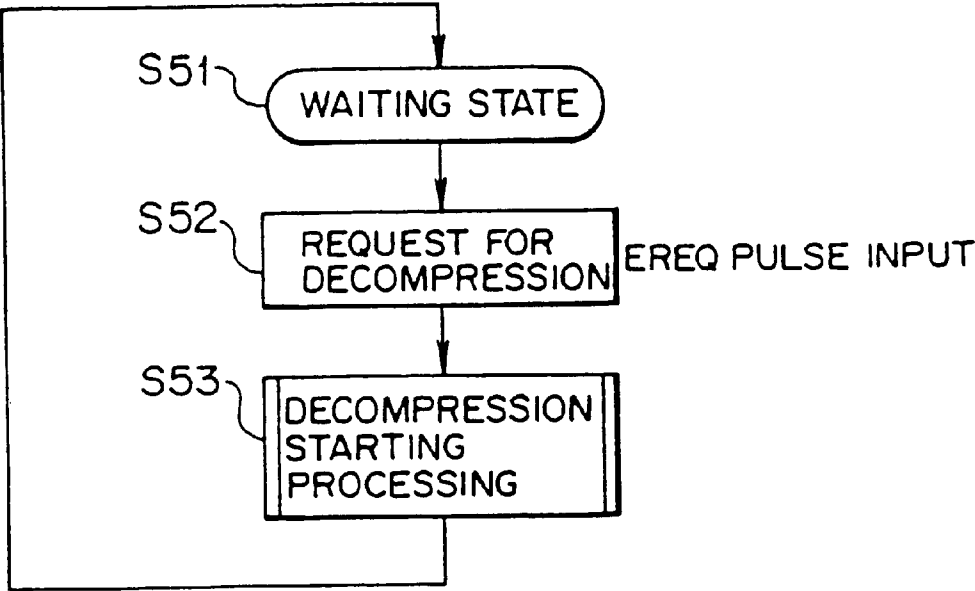 S51
WAITING STATE
S52
REQUEST FOR
DECOMPRESSION
EREQ PULSE INPUT
S53
DECOMPRESSION
STARTING
PROCESSING